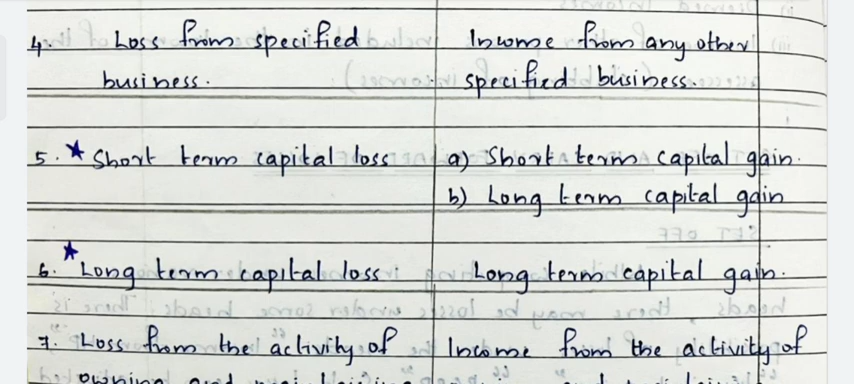 4. Loss from specified business. Income from any other specified business.
5. ★ Short term capital loss a) Short term capital gain.
b) Long term capital gain
6. ★ Long term capital loss Long term capital gain.
7. Loss from the activity of Income from the activity of
owning and